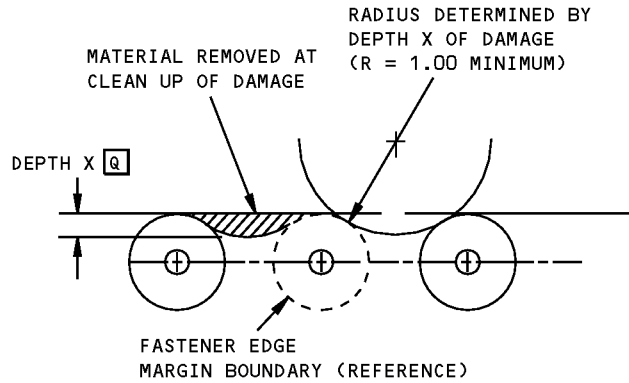 RADIUS DETERMINED BY
DEPTH X OF DAMAGE
(R = 1.00 MINIMUM)
MATERIAL REMOVED AT
CLEAN UP OF DAMAGE
DEPTH X Q
FASTENER EDGE
MARGIN BOUNDARY (REFERENCE)